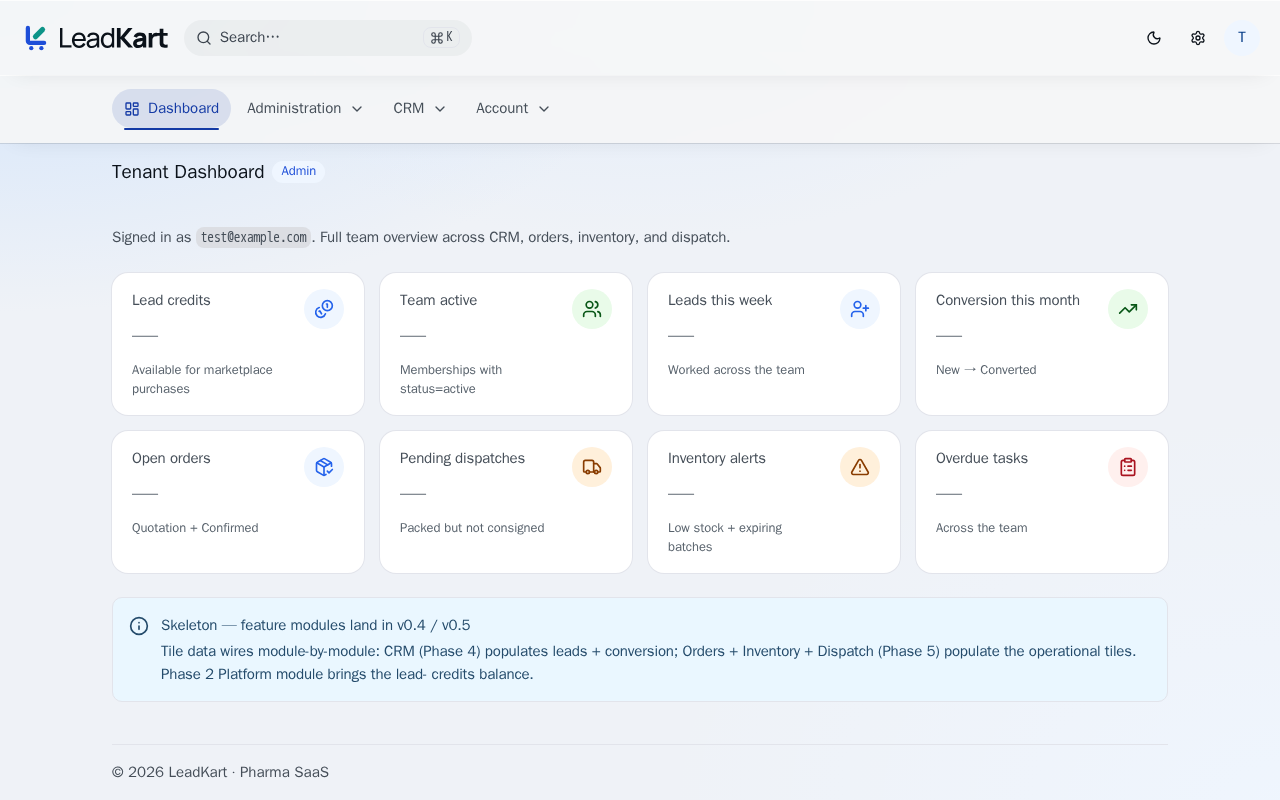 LeadKart
Search… ⌘ K
T
Dashboard Administration CRM Account
Tenant Dashboard Admin
Signed in as test@example.com. Full team overview across CRM, orders, inventory, and dispatch.
Lead credits
—
Available for marketplace
purchases
Team active
—
Memberships with
status=active
Leads this week
—
Worked across the team
Conversion this month
—
New → Converted
Open orders
—
Quotation + Confirmed
Pending dispatches
—
Packed but not consigned
Inventory alerts
—
Low stock + expiring
batches
Overdue tasks
—
Across the team
Skeleton — feature modules land in v0.4 / v0.5
Tile data wires module-by-module: CRM (Phase 4) populates leads + conversion; Orders + Inventory + Dispatch (Phase 5) populate the operational tiles.
Phase 2 Platform module brings the lead- credits balance.
© 2026 LeadKart · Pharma SaaS